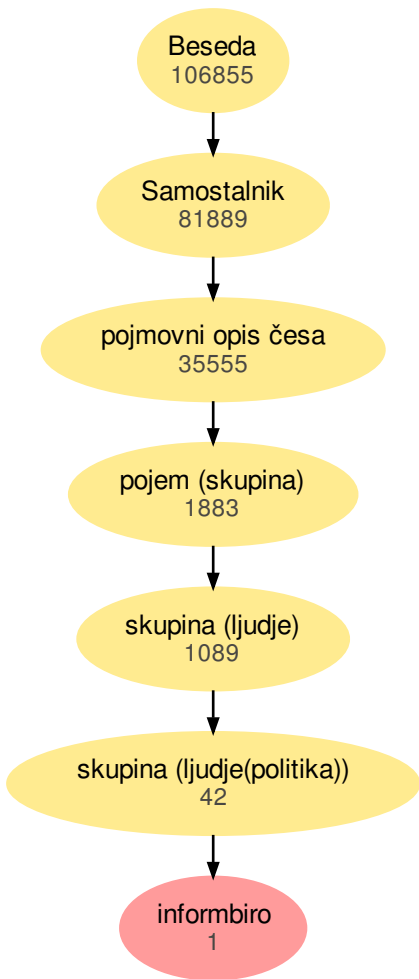 Beseda
106855
Samostalnik
81889
pojmovni opis česa
35555
pojem (skupina)
1883
skupina (ljudje)
1089
skupina (ljudje(politika))
42
informbiro
1